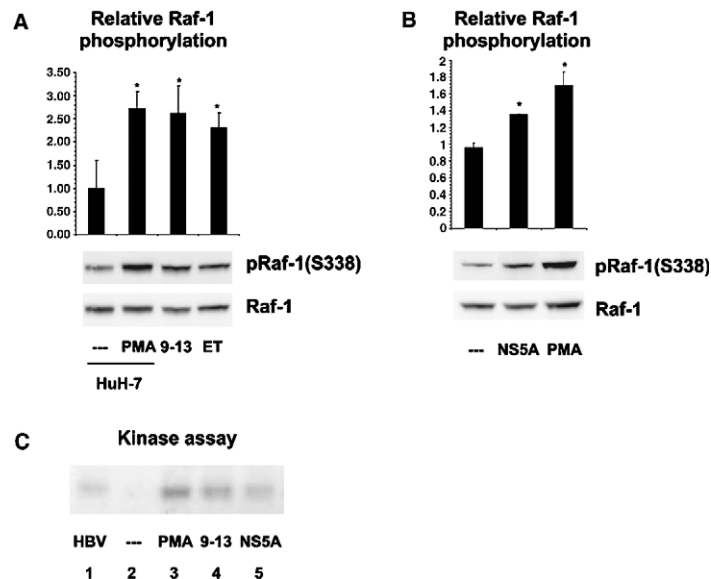 A
Relative Raf-1
phosphorylation
3.50
3.00
2.50
2.00
1.50
1.00
0.50
0.00
* * *
pRaf-1(S338)
Raf-1
--- PMA 9-13 ET
HuH-7
B
Relative Raf-1
phosphorylation
2
1.8
1.6
1.4
1.2
1
0.8
0.6
0.4
0.2
0
* *
pRaf-1(S338)
Raf-1
--- NS5A PMA
C
Kinase assay
HBV --- PMA 9-13 NS5A
1 2 3 4 5